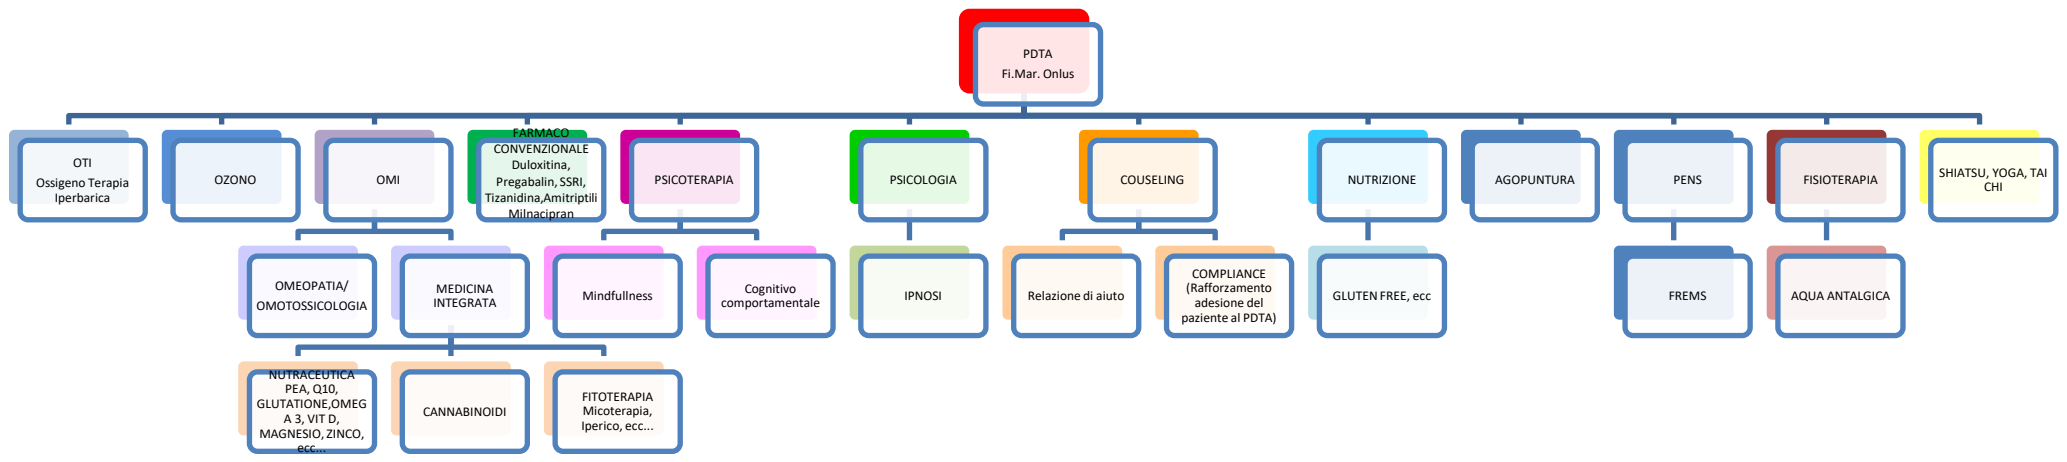 PDTA
Fi.Mar. Onlus
OTI
Ossigeno Terapia
Iperbarica
OZONO
OMI
FARMACO
CONVENZIONALE
Duloxitina,
Pregabalin, SSRI,
Tizanidina,Amitriptili
Milnacipran
PSICOTERAPIA
PSICOLOGIA
COUSELING
NUTRIZIONE
AGOPUNTURA
PENS
FISIOTERAPIA
SHIATSU, YOGA, TAI
CHI
OMEOPATIA/
OMOTOSSICOLOGIA
MEDICINA
INTEGRATA
Mindfullness
Cognitivo
comportamentale
IPNOSI
Relazione di aiuto
COMPLIANCE
(Rafforzamento
adesione del
paziente al PDTA)
GLUTEN FREE, ecc
FREMS
AQUA ANTALGICA
NUTRACEUTICA
PEA, Q10,
GLUTATIONE,OMEG
A 3, VIT D,
MAGNESIO, ZINCO,
ecc...
CANNABINOIDI
FITOTERAPIA
Micoterapia,
Iperico, ecc...